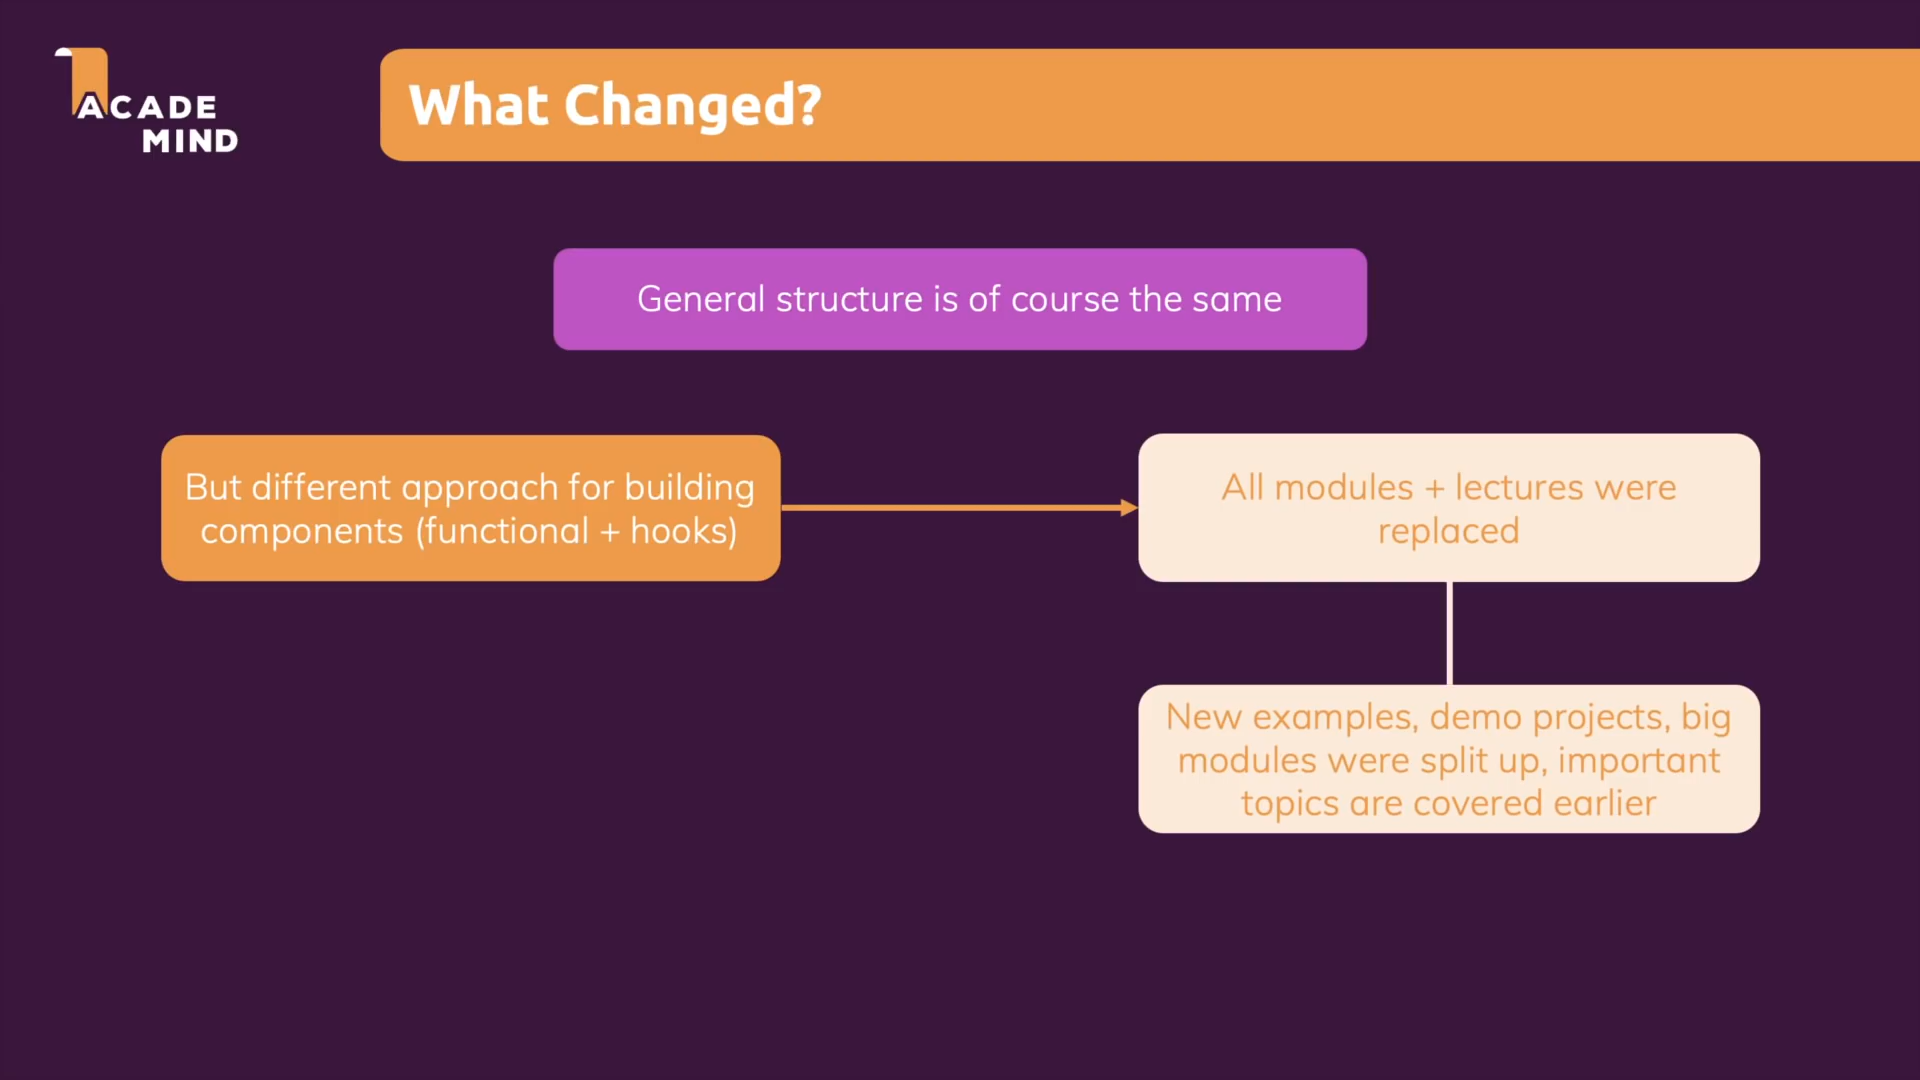 ACADE
MIND
What Changed?
General structure is of course the same
But different approach for building
components (functional + hooks)
All modules + lectures were
replaced
New examples, demo projects, big
modules were split up, important
topics are covered earlier